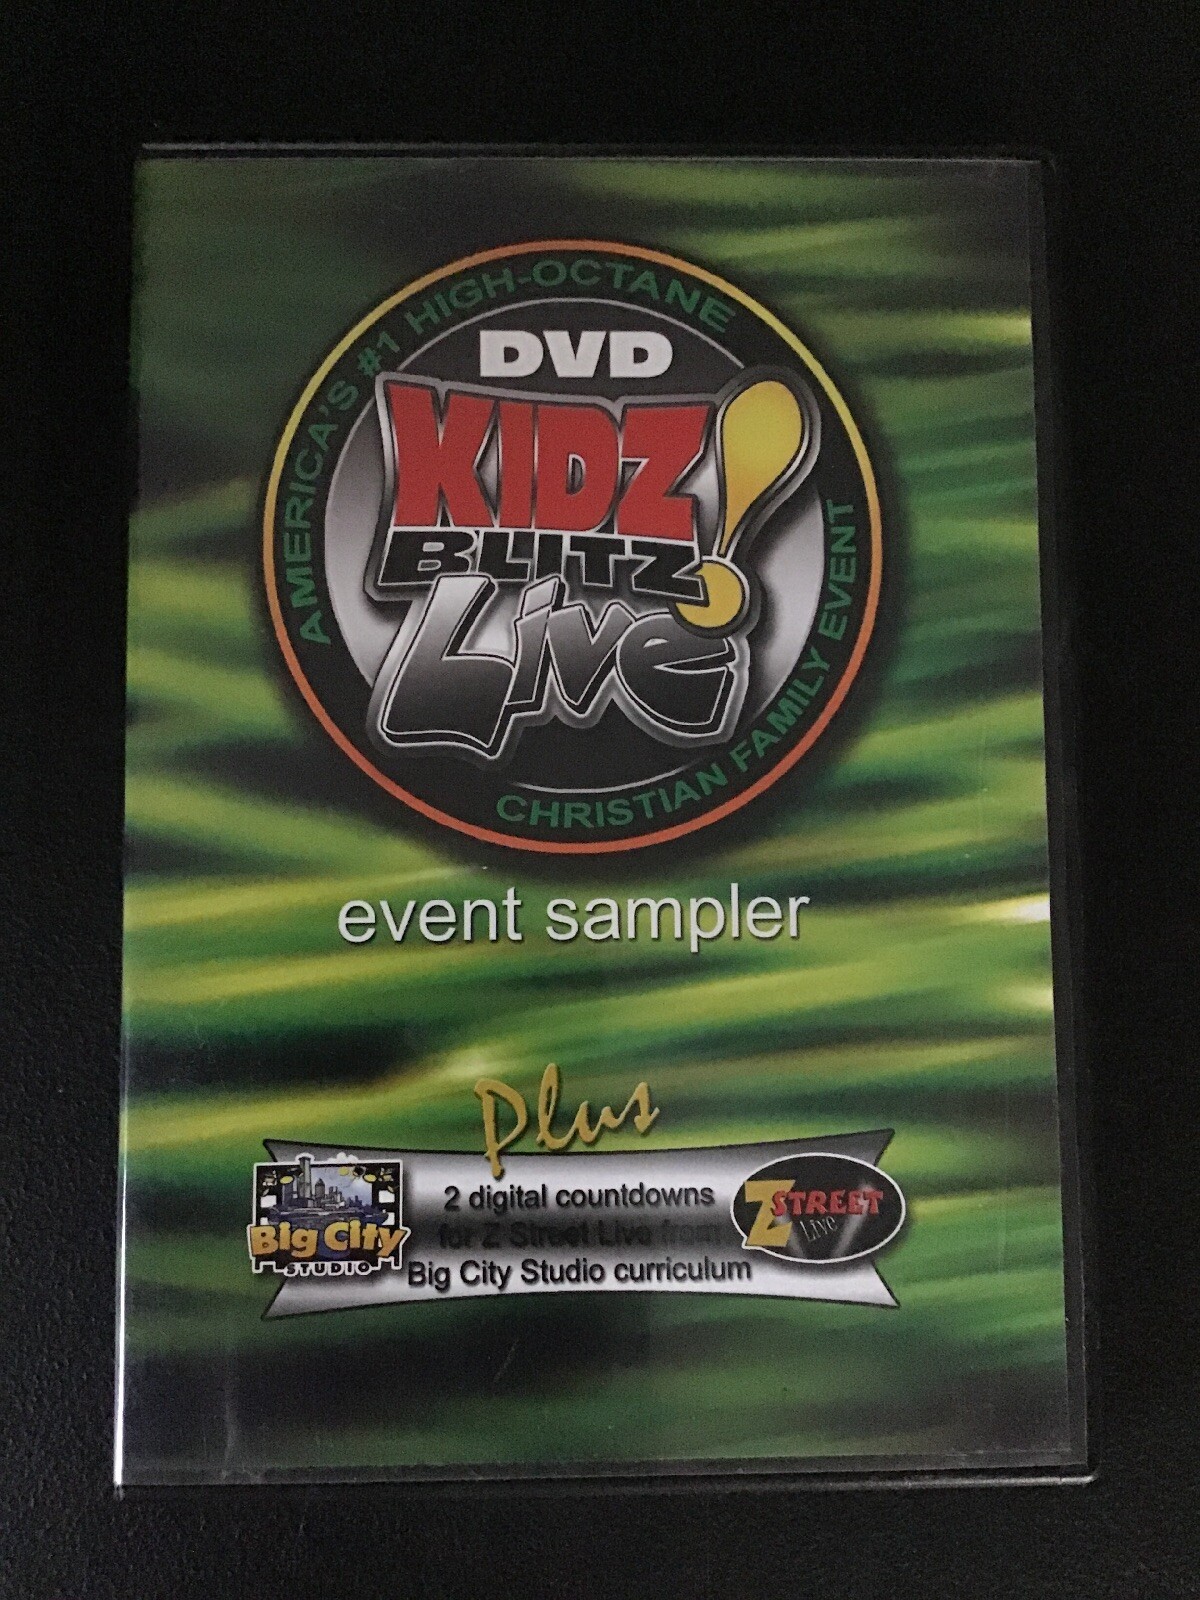 AMERICA'S #1 HIGH-OCTANE
DVD
KIDZ
BLITZ!
Live
CHRISTIAN FAMILY EVENT
event sampler
Plus
Big City
STUDIO
2 digital countdowns
for Z Street Live from
Big City Studio curriculum
Z STREET
Live